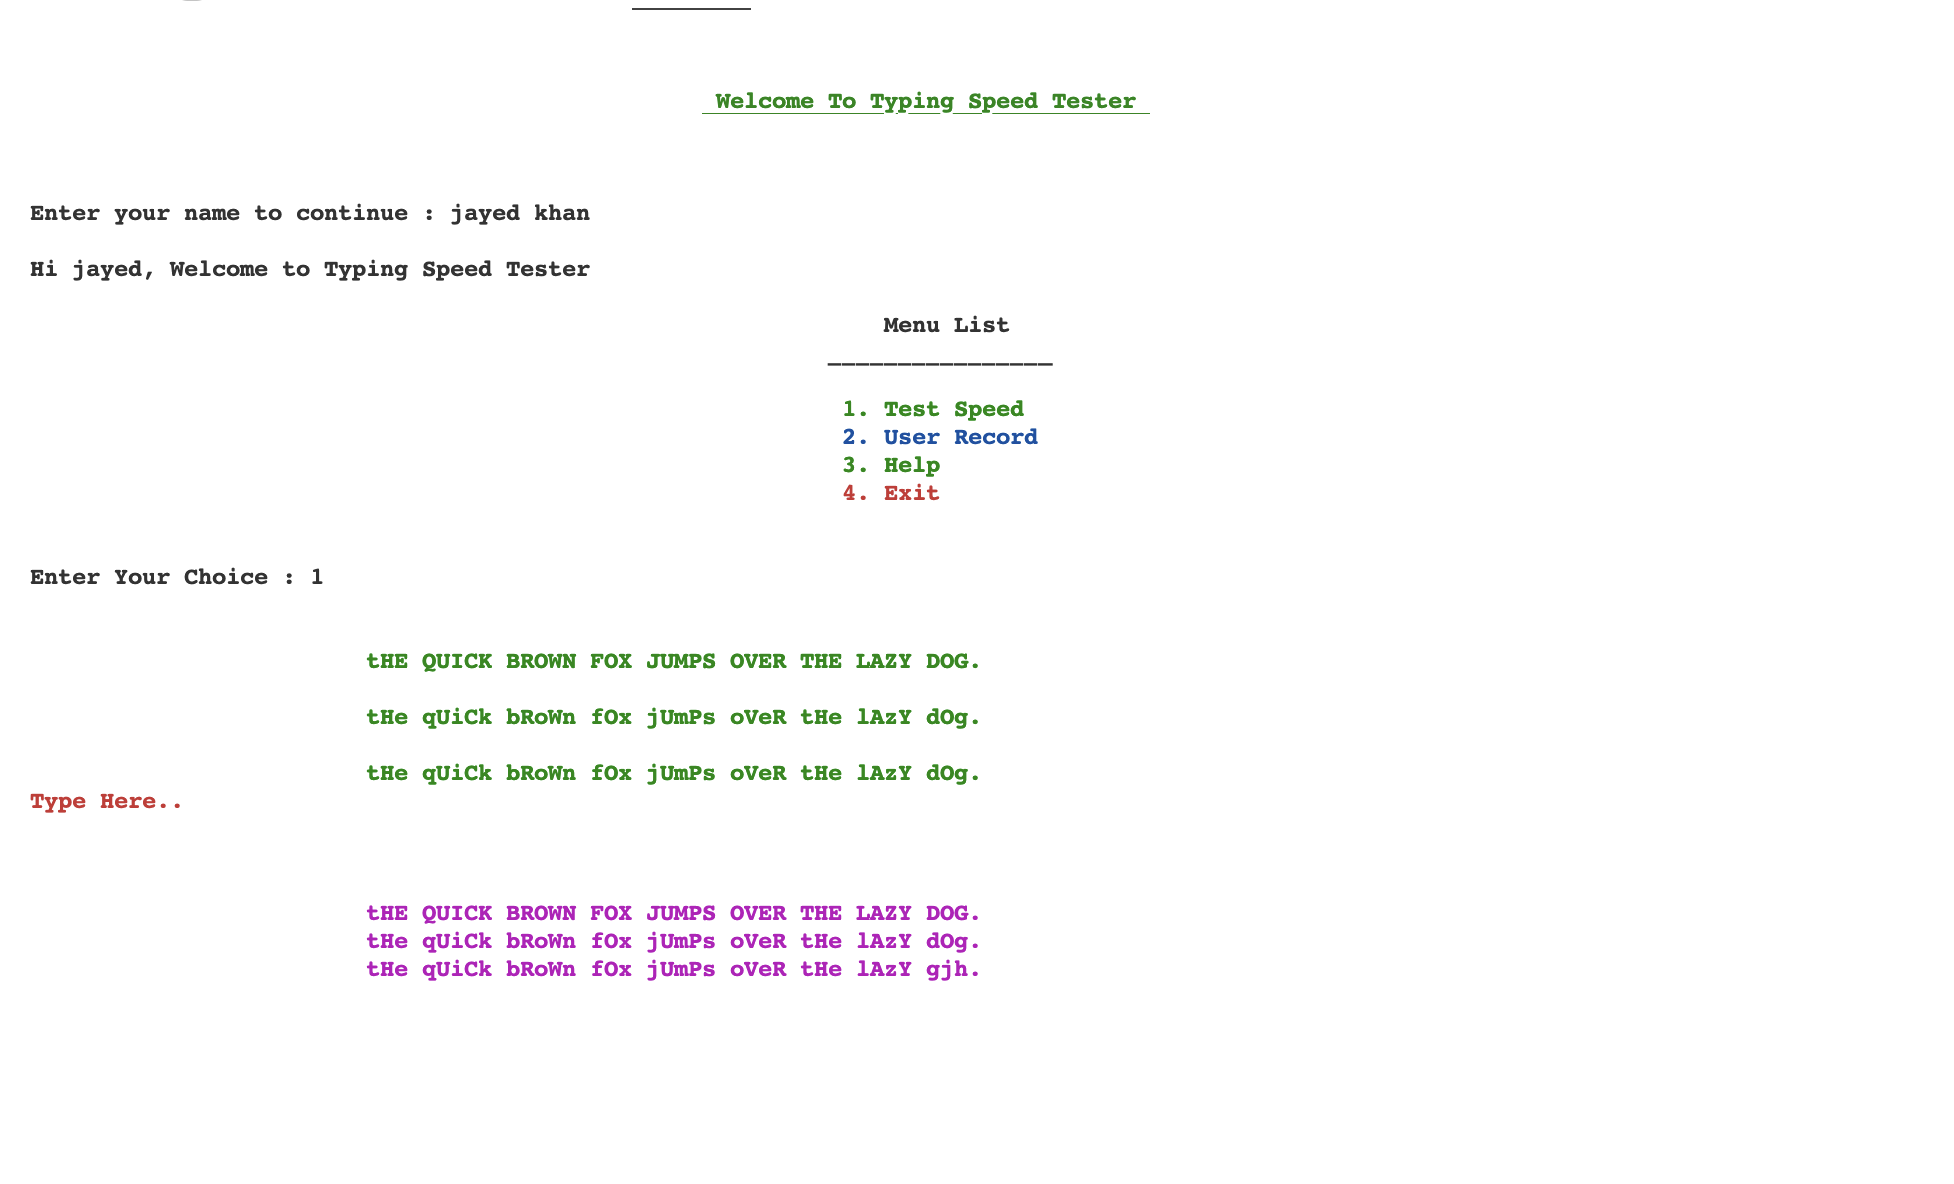 Welcome To Typing Speed Tester
Enter your name to continue : jayed khan
Hi jayed, Welcome to Typing Speed Tester
Menu List
________________
1. Test Speed
2. User Record
3. Help
4. Exit
Enter Your Choice : 1
tHE QUICK BROWN FOX JUMPS OVER THE LAZY DOG.
tHe qUiCk bRoWn fOx jUmPs oVeR tHe lAzY dOg.
tHe qUiCk bRoWn fOx jUmPs oVeR tHe lAzY dOg.
Type Here..
tHE QUICK BROWN FOX JUMPS OVER THE LAZY DOG.
tHe qUiCk bRoWn fOx jUmPs oVeR tHe lAzY dOg.
tHe qUiCk bRoWn fOx jUmPs oVeR tHe lAzY gjh.